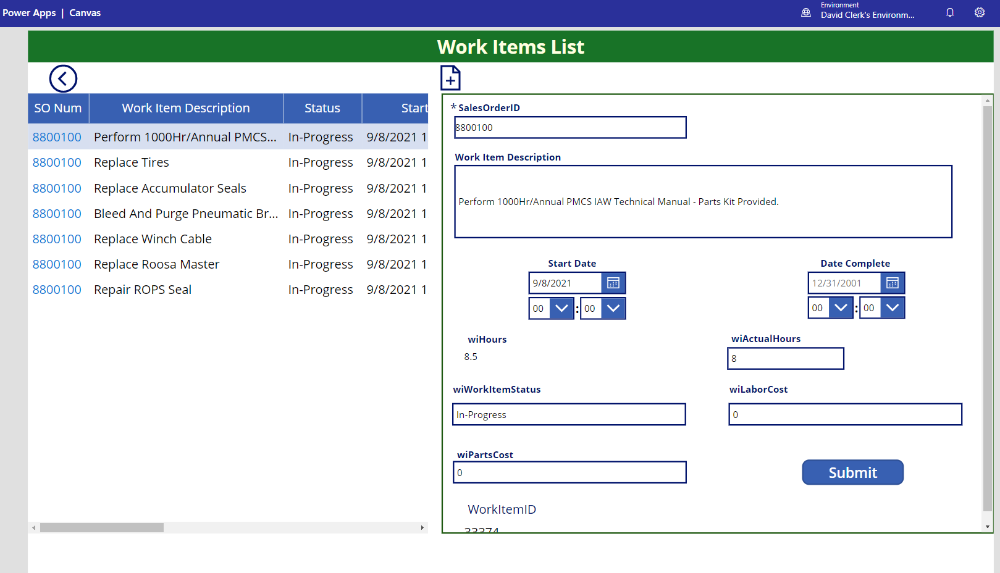 Power Apps | Canvas
Environment
David Clerk's Environm...
Work Items List
SO Num Work Item Description Status Start
8800100 Perform 1000Hr/Annual PMCS... In-Progress 9/8/2021 1
8800100 Replace Tires In-Progress 9/8/2021 1
8800100 Replace Accumulator Seals In-Progress 9/8/2021 1
8800100 Bleed And Purge Pneumatic Br... In-Progress 9/8/2021 1
8800100 Replace Winch Cable In-Progress 9/8/2021 1
8800100 Replace Roosa Master In-Progress 9/8/2021 1
8800100 Repair ROPS Seal In-Progress 9/8/2021 1
* SalesOrderID
8800100
Work Item Description
Perform 1000Hr/Annual PMCS IAW Technical Manual - Parts Kit Provided.
Start Date Date Complete
9/8/2021 12/31/2001
00 : 00 00 : 00
wiHours wiActualHours
8.5 8
wiWorkItemStatus wiLaborCost
In-Progress 0
wiPartsCost
0 Submit
WorkItemID
33374